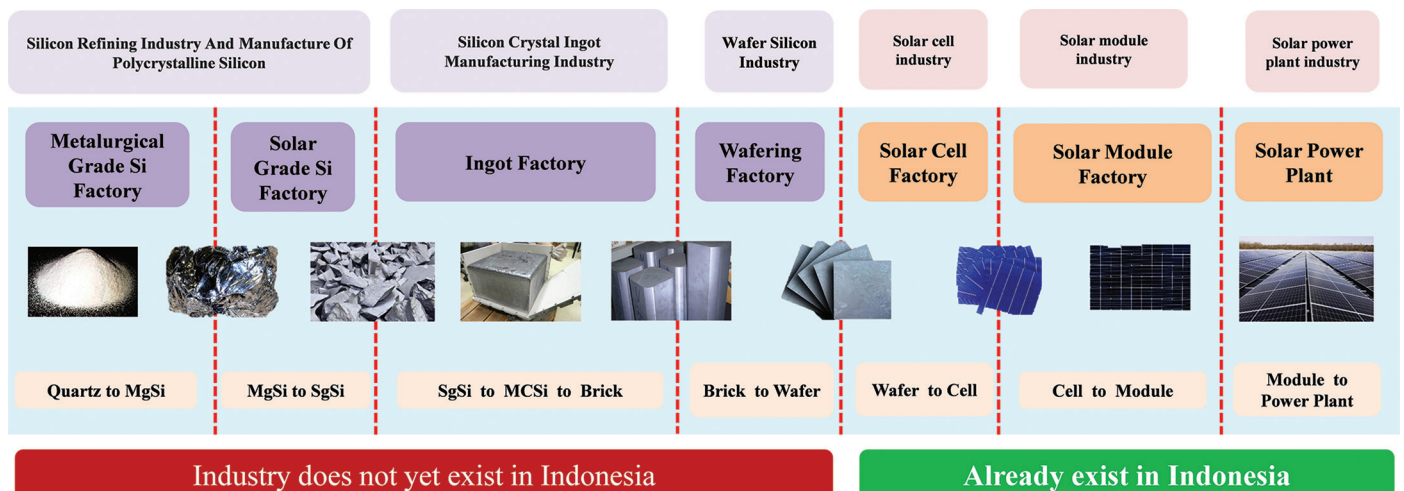 Silicon Refining Industry And Manufacture Of
Polycrystalline Silicon
Silicon Crystal Ingot
Manufacturing Industry
Wafer Silicon
Industry
Solar cell
industry
Solar module
industry
Solar power
plant industry
Metalurgical
Grade Si
Factory
Solar
Grade Si
Factory
Ingot Factory
Wafering
Factory
Solar Cell
Factory
Solar Module
Factory
Solar Power
Plant
Quartz to MgSi
MgSi to SgSi
SgSi to MCSi to Brick
Brick to Wafer
Wafer to Cell
Cell to Module
Module to
Power Plant
Industry does not yet exist in Indonesia
Already exist in Indonesia